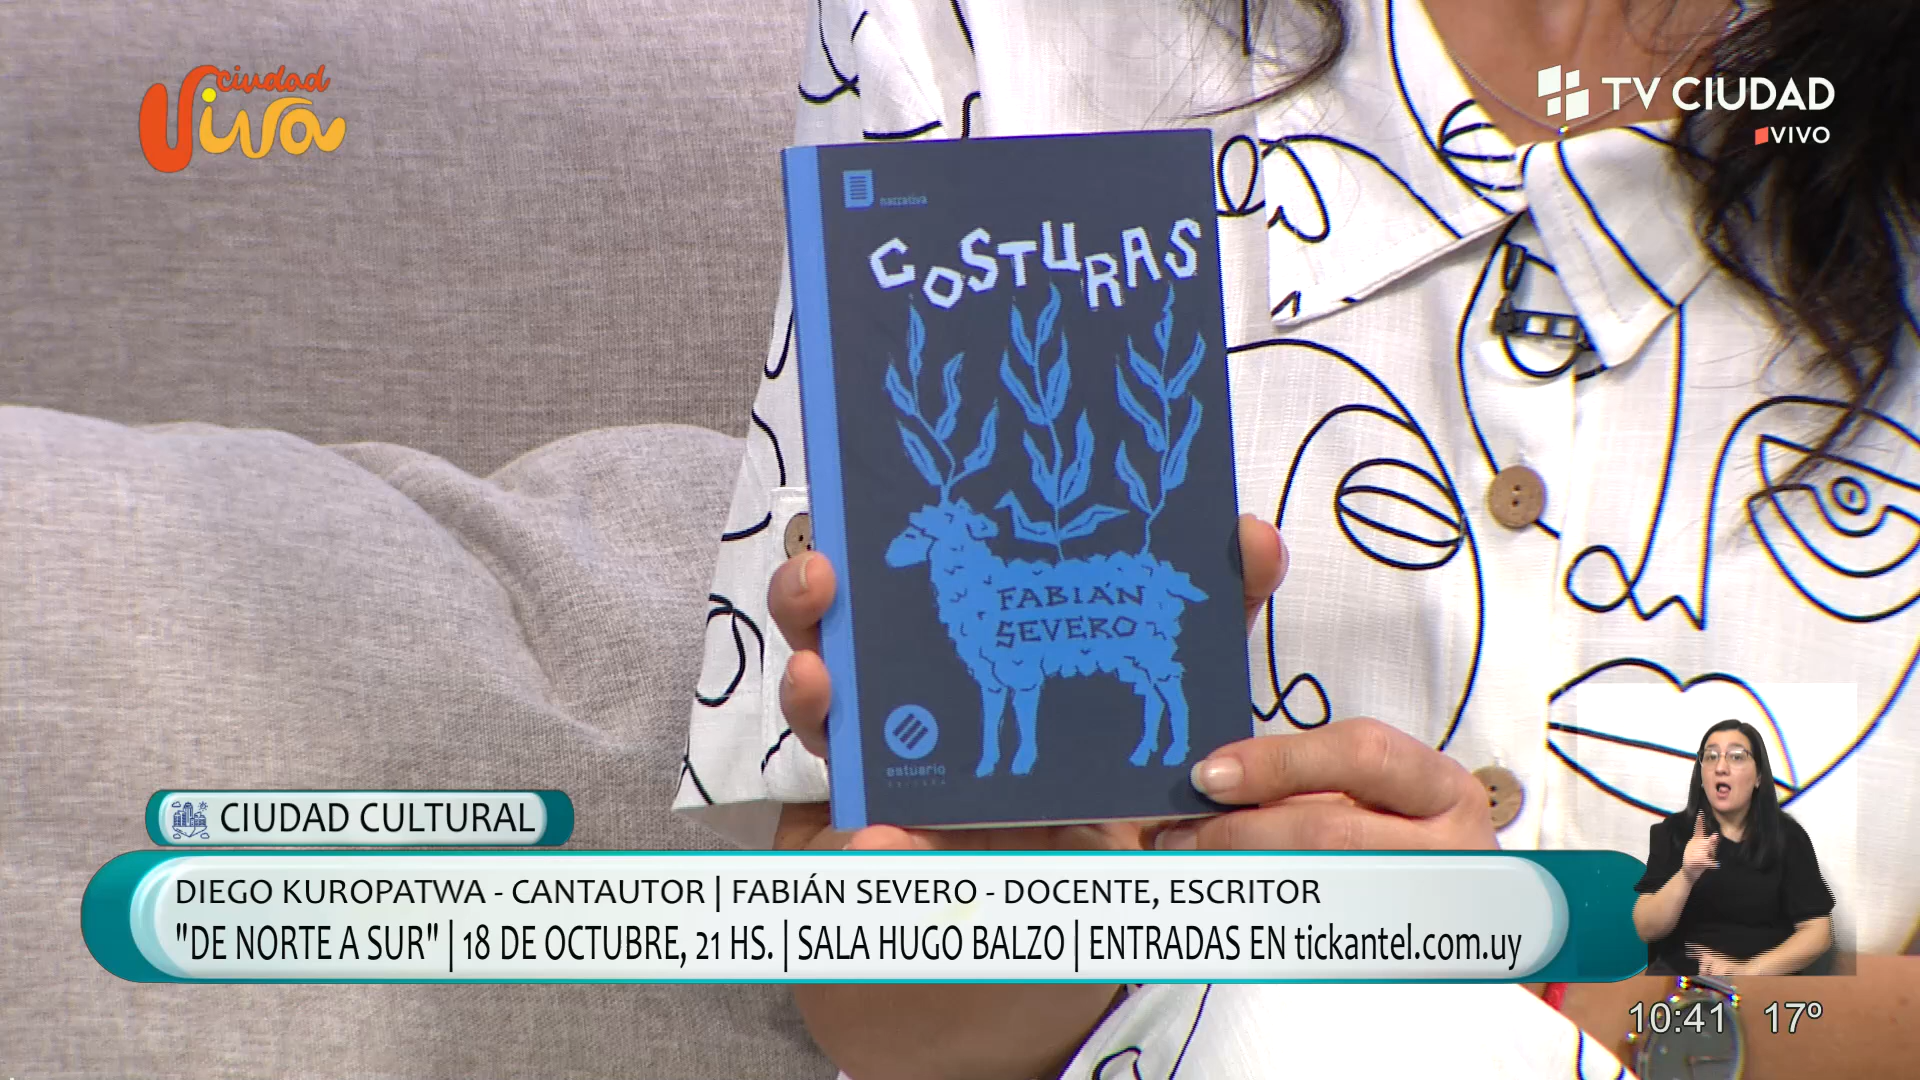 ciudad
Viva
TV CIUDAD
VIVO
narrativa
COSTURAS
FABIÁN
SEVERO
estuario
CIUDAD CULTURAL
DIEGO KUROPATWA - CANTAUTOR | FABIÁN SEVERO - DOCENTE, ESCRITOR
"DE NORTE A SUR" | 18 DE OCTUBRE, 21 HS. | SALA HUGO BALZO | ENTRADAS EN tickantel.com.uy
10:41 17º